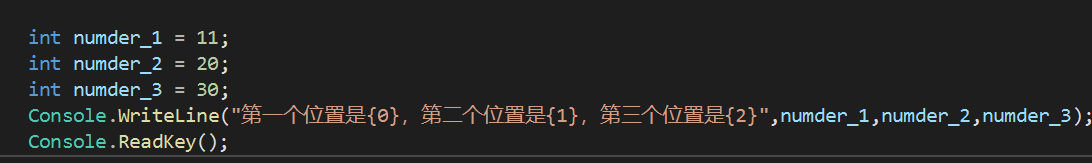 int numder_1 = 11;
int numder_2 = 20;
int numder_3 = 30;
Console.WriteLine("第一个位置是{0}，第二个位置是{1}，第三个位置是{2}",numder_1,numder_2,numder_3);
Console.ReadKey();